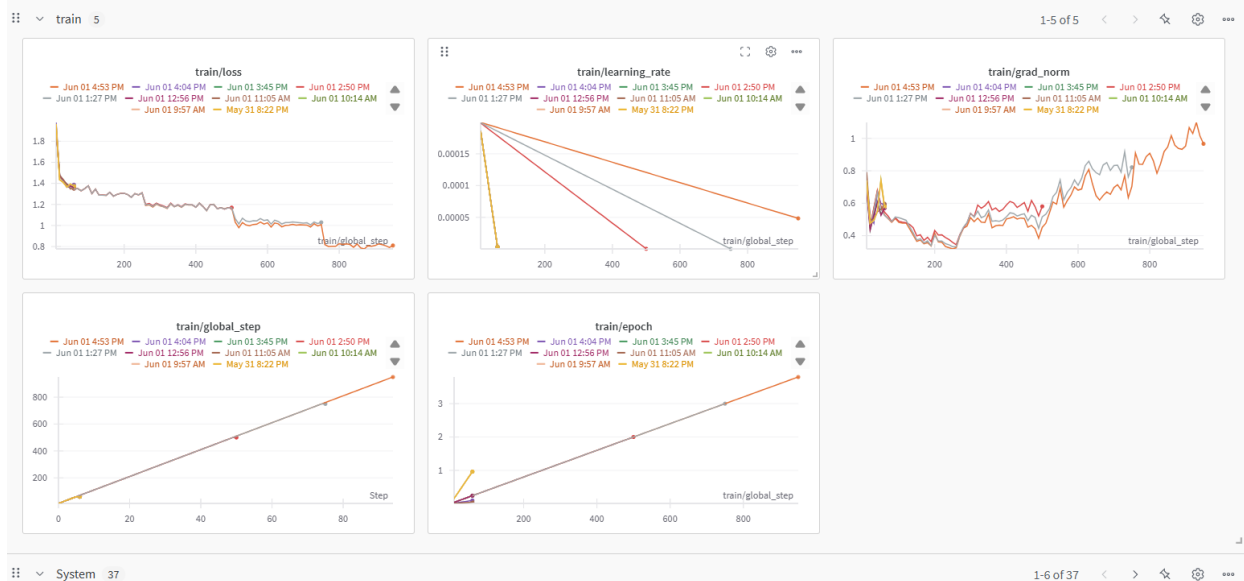 train 5 1-5 of 5
train/loss
Jun 01 4:53 PM Jun 01 4:04 PM Jun 01 3:45 PM Jun 01 2:50 PM
Jun 01 1:27 PM Jun 01 12:56 PM Jun 01 11:05 AM Jun 01 10:14 AM
Jun 01 9:57 AM May 31 8:22 PM
1.8
1.6
1.4
1.2
1
0.8
train/global_step
200 400 600 800
train/learning_rate
Jun 01 4:53 PM Jun 01 4:04 PM Jun 01 3:45 PM Jun 01 2:50 PM
Jun 01 1:27 PM Jun 01 12:56 PM Jun 01 11:05 AM Jun 01 10:14 AM
Jun 01 9:57 AM May 31 8:22 PM
0.00015
0.0001
0.00005
train/global_step
200 400 600 800
train/grad_norm
Jun 01 4:53 PM Jun 01 4:04 PM Jun 01 3:45 PM Jun 01 2:50 PM
Jun 01 1:27 PM Jun 01 12:56 PM Jun 01 11:05 AM Jun 01 10:14 AM
Jun 01 9:57 AM May 31 8:22 PM
1
0.8
0.6
0.4
train/global_step
200 400 600 800
train/global_step
Jun 01 4:53 PM Jun 01 4:04 PM Jun 01 3:45 PM Jun 01 2:50 PM
Jun 01 1:27 PM Jun 01 12:56 PM Jun 01 11:05 AM Jun 01 10:14 AM
Jun 01 9:57 AM May 31 8:22 PM
800
600
400
200
Step
0 20 40 60 80
train/epoch
Jun 01 4:53 PM Jun 01 4:04 PM Jun 01 3:45 PM Jun 01 2:50 PM
Jun 01 1:27 PM Jun 01 12:56 PM Jun 01 11:05 AM Jun 01 10:14 AM
Jun 01 9:57 AM May 31 8:22 PM
3
2
1
train/global_step
200 400 600 800
System 37 1-6 of 37